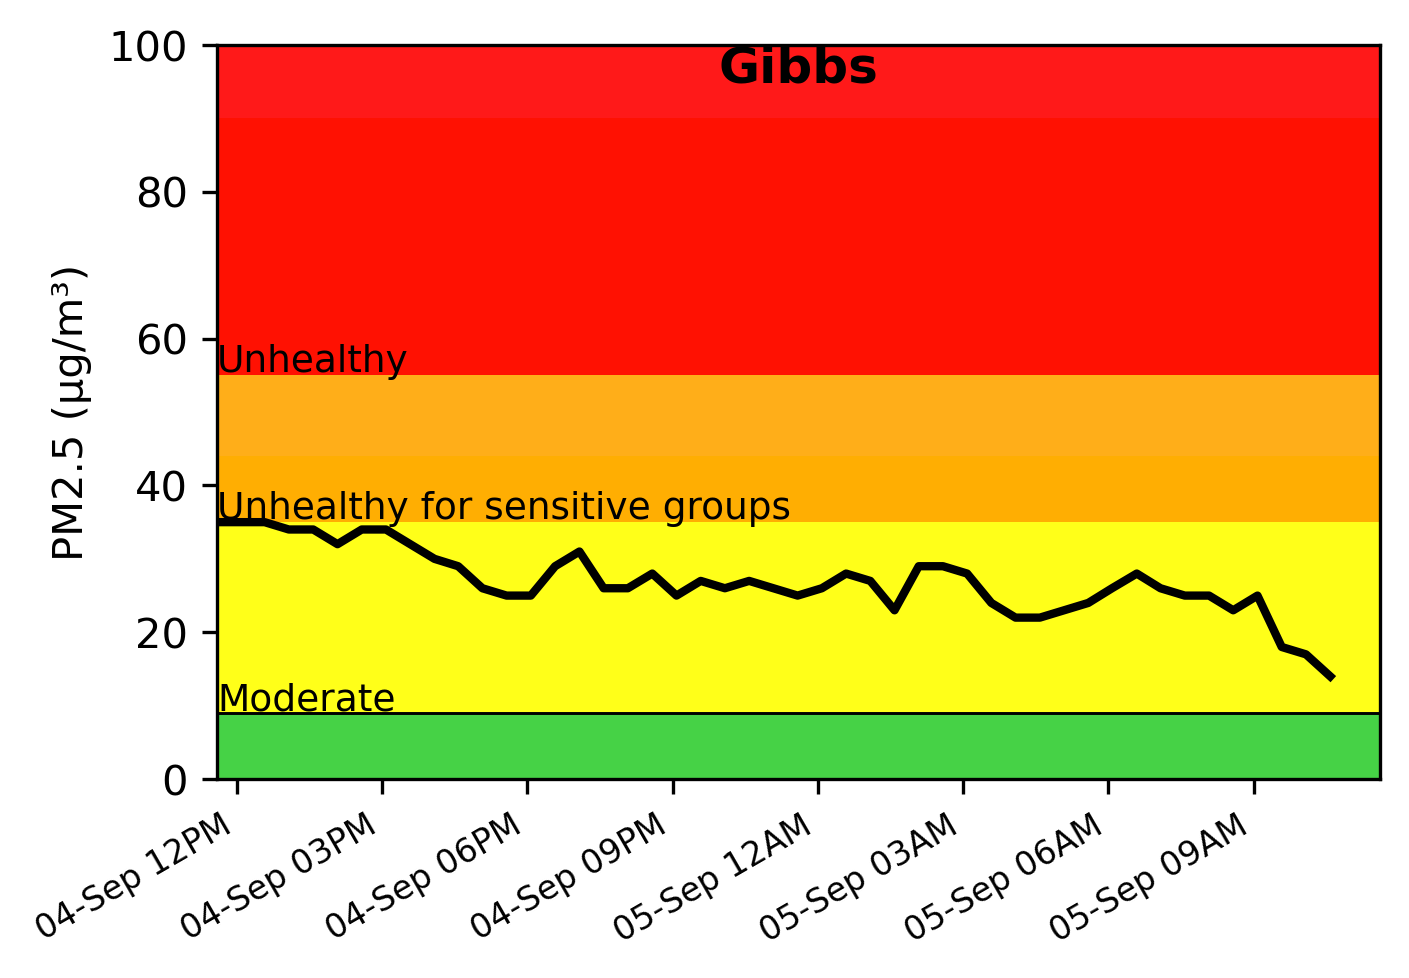 Gibbs
100
80
60
40
20
0
PM2.5 (µg/m³)
Unhealthy
Unhealthy for sensitive groups
Moderate
04-Sep 12PM
04-Sep 03PM
04-Sep 06PM
04-Sep 09PM
05-Sep 12AM
05-Sep 03AM
05-Sep 06AM
05-Sep 09AM